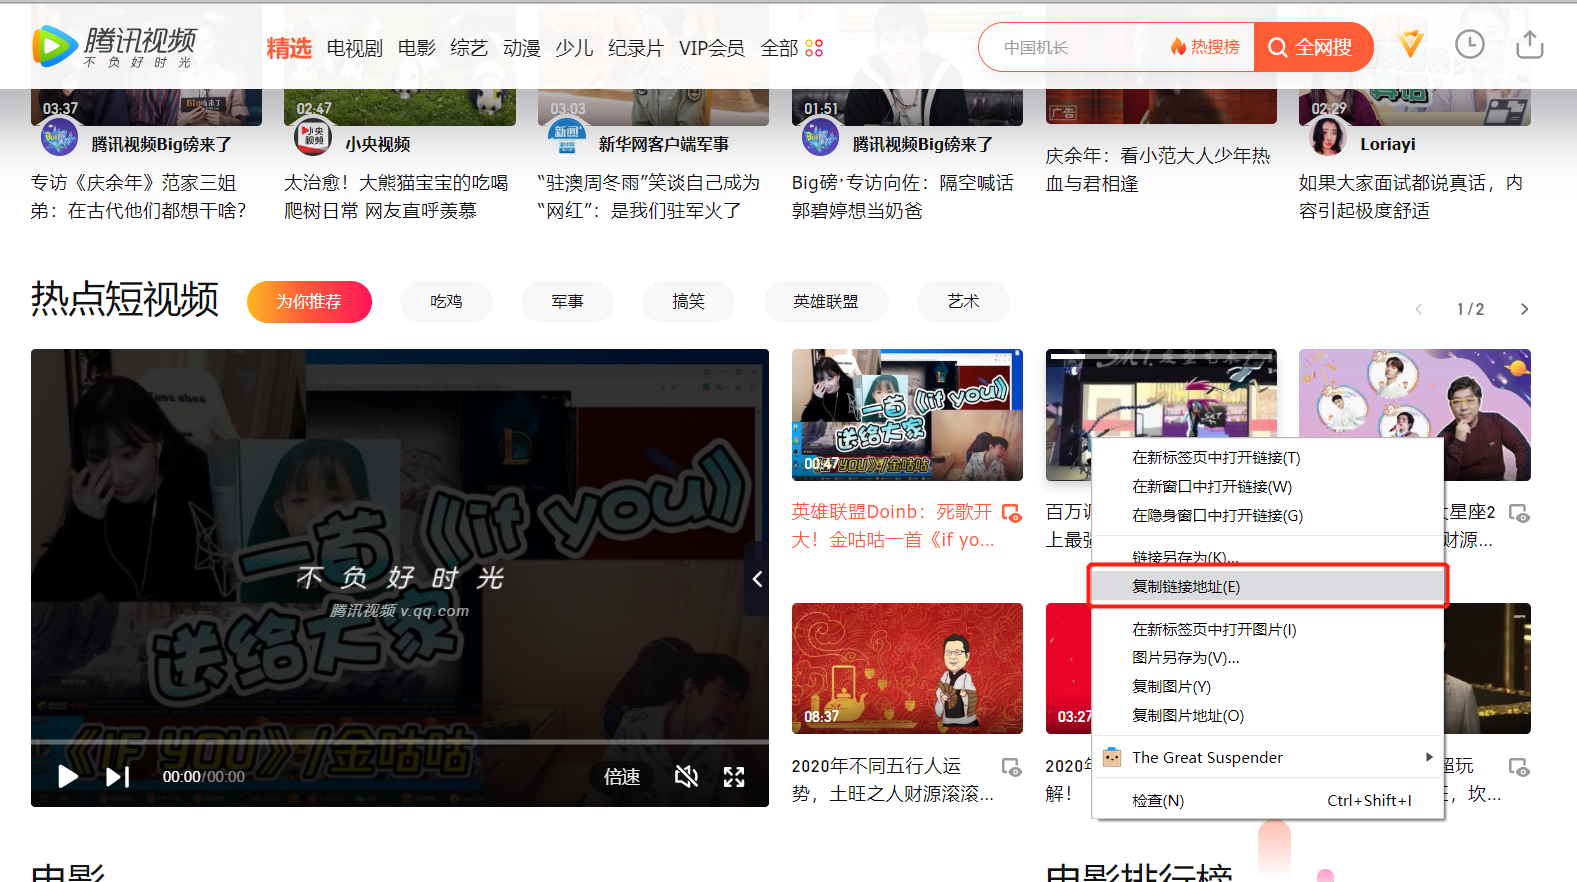 腾讯视频
不负好时光
精选 电视剧 电影 综艺 动漫 少儿 纪录片 VIP会员 全部
中国机长 热搜榜 全网搜
03:37
02:47
03:03
01:51
广告
02:29
腾讯视频Big磅来了
小央视频
新华网客户端军事
腾讯视频Big磅来了
Loriayi
专访《庆余年》范家三姐
弟：在古代他们都想干啥？
太治愈！大熊猫宝宝的吃喝
爬树日常 网友直呼羡慕
“驻澳周冬雨”笑谈自己成为
“网红”：是我们驻军火了
Big磅·专访向佐：隔空喊话
郭碧婷想当奶爸
庆余年：看小范大人少年热
血与君相逢
如果大家面试都说真话，内
容引起极度舒适
热点短视频
为你推荐 吃鸡 军事 搞笑 英雄联盟 艺术
1/2
一首《if you》
送给大家
《IF YOU》/金咕咕
不负好时光
腾讯视频 v.qq.com
00:00/00:00
倍速
一首《if you》
送给大家
《IF YOU》/金咕咕
00:47
英雄联盟Doinb：死歌开
大！金咕咕一首《if yo...
百万
上最
星座2
财源...
08:37
2020年不同五行人运
势，土旺之人财源滚滚...
03:27
2020
解！
超玩
，坎...
在新标签页中打开链接(T)
在新窗口中打开链接(W)
在隐身窗口中打开链接(G)
链接另存为(K)...
复制链接地址(E)
在新标签页中打开图片(I)
图片另存为(V)...
复制图片(Y)
复制图片地址(O)
The Great Suspender
检查(N) Ctrl+Shift+I
电影
电影排行榜